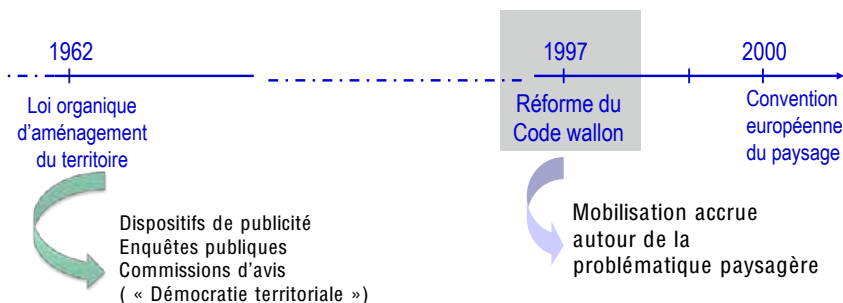 1962
1997
2000
Loi organique
d'aménagement
du territoire
Réforme du
Code wallon
Convention
européenne
du paysage
Dispositifs de publicité
Enquêtes publiques
Commissions d'avis
( « Démocratie territoriale »)
Mobilisation accrue
autour de la
problématique paysagère